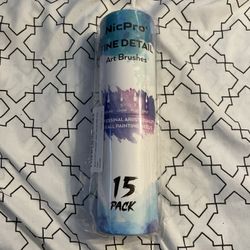 NicPro®
FINE DETAIL
Art Brushes
15
PACK